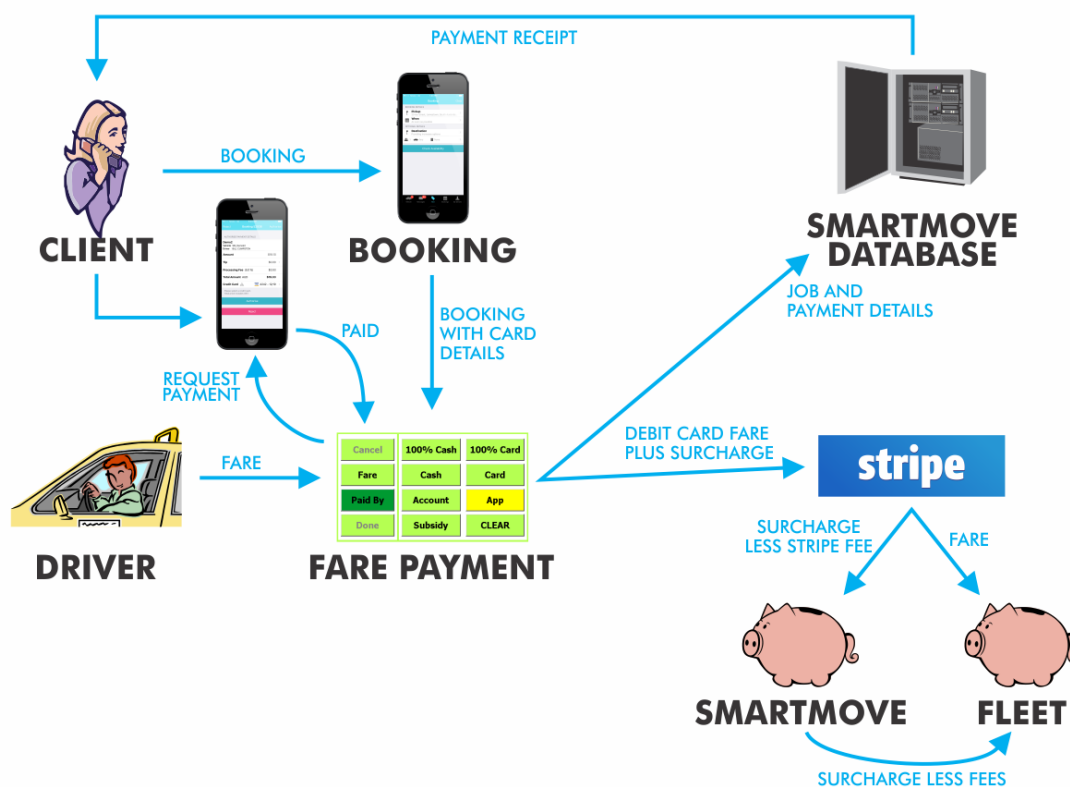 PAYMENT RECEIPT
BOOKING
CLIENT
BOOKING
SMARTMOVE
DATABASE
PAID
BOOKING
WITH CARD
DETAILS
JOB AND
PAYMENT DETAILS
REQUEST
PAYMENT
FARE
Cancel 100% Cash 100% Card
Fare Cash Card
Paid By Account App
Done Subsidy CLEAR
DEBIT CARD FARE
PLUS SURCHARGE
stripe
DRIVER
FARE PAYMENT
SURCHARGE
LESS STRIPE FEE
FARE
SMARTMOVE
FLEET
SURCHARGE LESS FEES